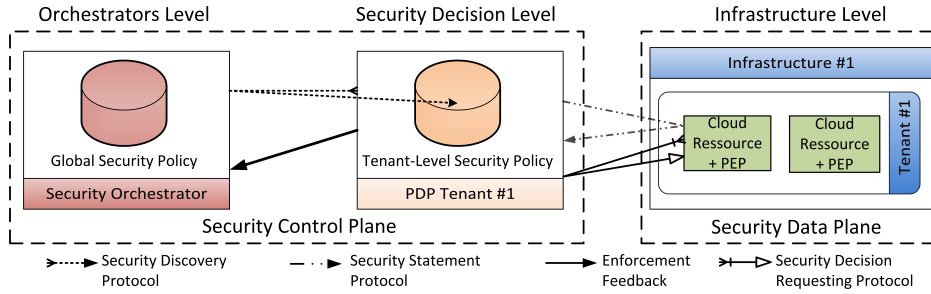 Orchestrators Level
Security Decision Level
Infrastructure Level
Global Security Policy
Security Orchestrator
Tenant-Level Security Policy
PDP Tenant #1
Security Control Plane
Infrastructure #1
Cloud
Ressource
+ PEP
Cloud
Ressource
+ PEP
Tenant #1
Security Data Plane
Security Discovery
Protocol
Security Statement
Protocol
Enforcement
Feedback
Security Decision
Requesting Protocol